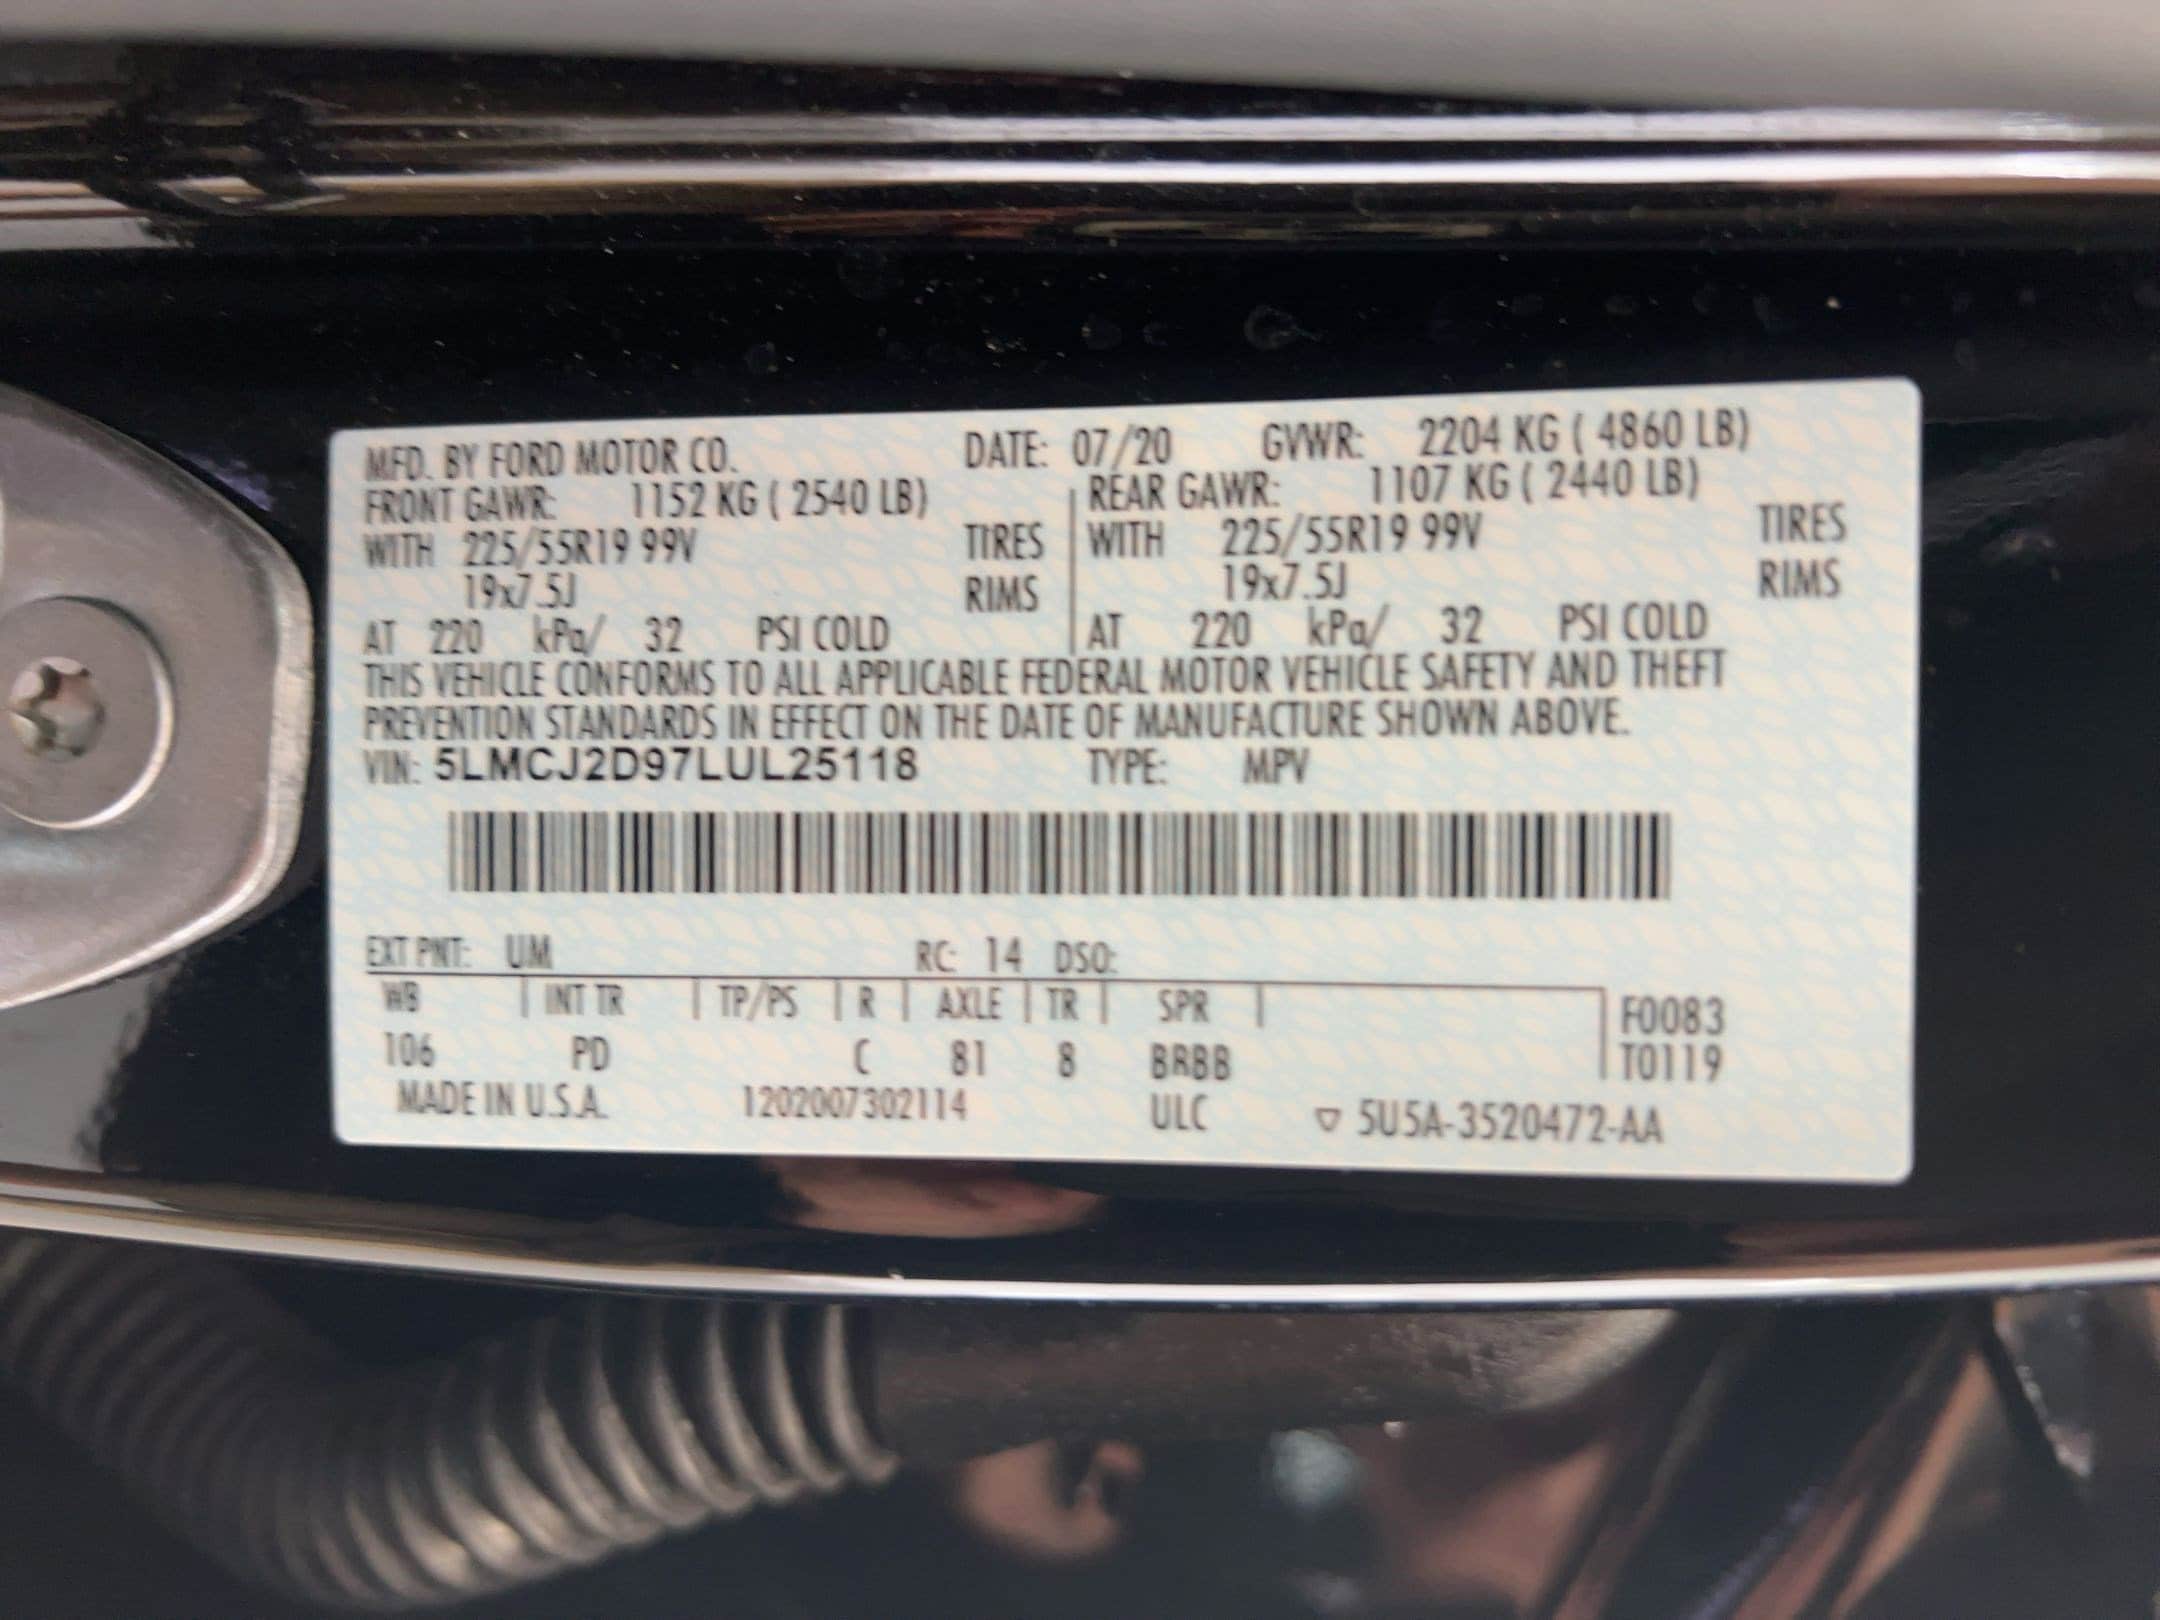 MFD. BY FORD MOTOR CO. DATE: 07/20 GVWR: 2204 KG ( 4860 LB)
FRONT GAWR: 1152 KG ( 2540 LB) REAR GAWR: 1107 KG ( 2440 LB)
WITH 225/55R19 99V TIRES WITH 225/55R19 99V TIRES
19x7.5J RIMS 19x7.5J RIMS
AT 220 kPa/ 32 PSI COLD AT 220 kPa/ 32 PSI COLD
THIS VEHICLE CONFORMS TO ALL APPLICABLE FEDERAL MOTOR VEHICLE SAFETY AND THEFT
PREVENTION STANDARDS IN EFFECT ON THE DATE OF MANUFACTURE SHOWN ABOVE.
VIN: 5LMCJ2D97LUL25118 TYPE: MPV
EXT PNT: UM RC: 14 DSO:
WB | INT TR | TP/PS | R | AXLE | TR | SPR | F0083
106 PD C 81 8 BRBB T0119
MADE IN U.S.A. 1202007302114 ULC ▽ 5U5A-3520472-AA